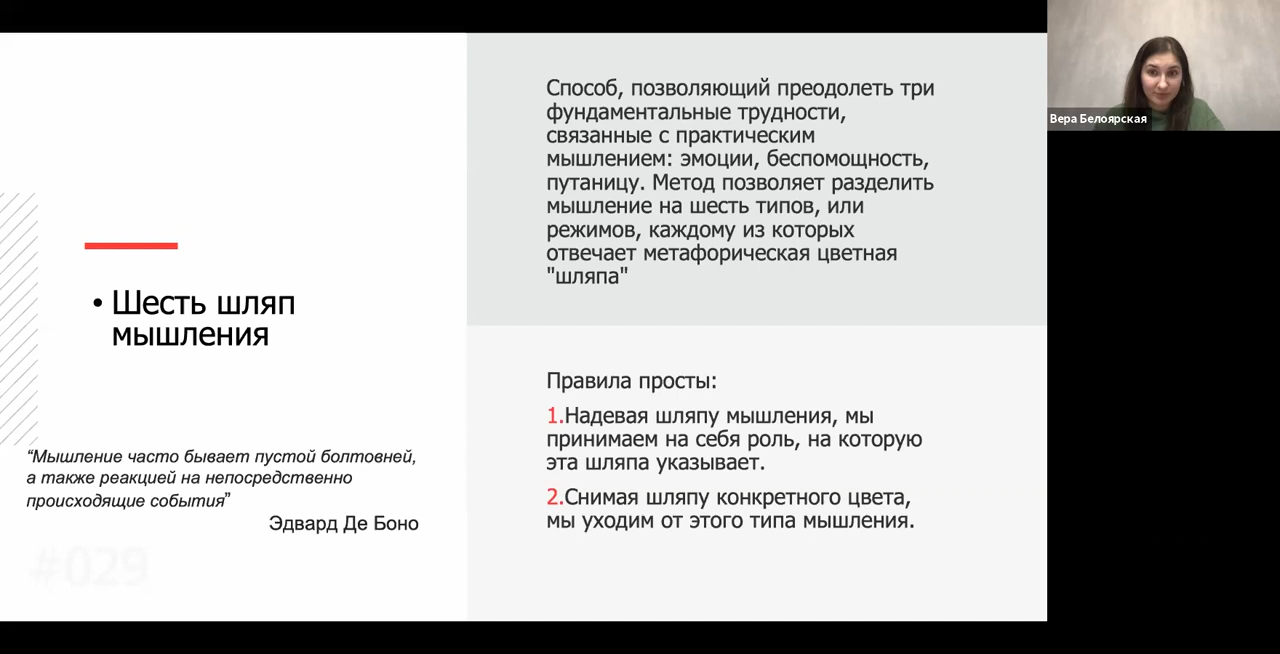 • Шесть шляп
мышления
“Мышление часто бывает пустой болтовней,
а также реакцией на непосредственно
происходящие события”
Эдвард Де Боно
#029
Способ, позволяющий преодолеть три
фундаментальные трудности,
связанные с практическим
мышлением: эмоции, беспомощность,
путаницу. Метод позволяет разделить
мышление на шесть типов, или
режимов, каждому из которых
отвечает метафорическая цветная
"шляпа"
Правила просты:
1.Надевая шляпу мышления, мы
принимаем на себя роль, на которую
эта шляпа указывает.
2.Снимая шляпу конкретного цвета,
мы уходим от этого типа мышления.
Вера Белоярская